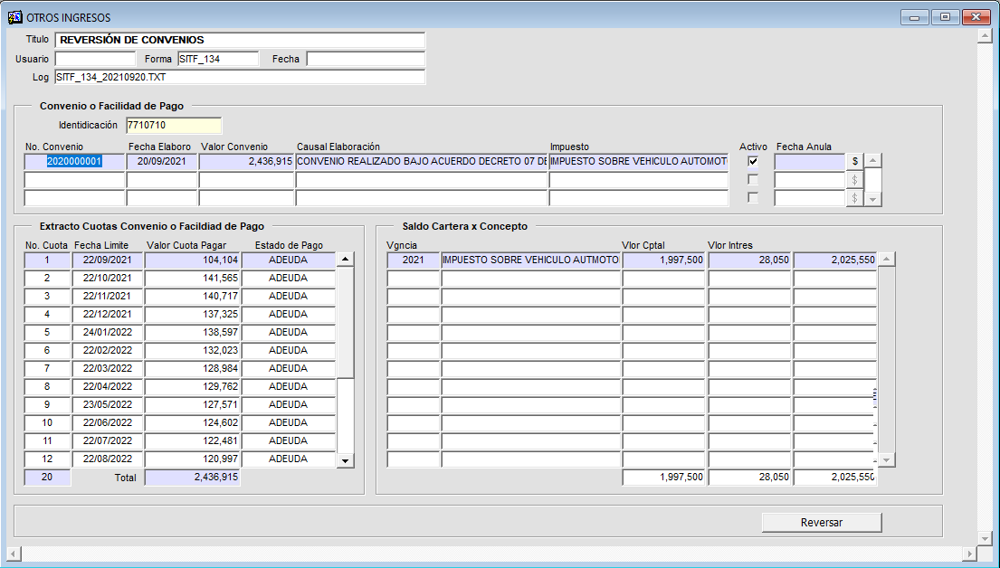 OTROS INGRESOS
Titulo REVERSIÓN DE CONVENIOS
Usuario Forma SITF_134 Fecha
Log SITF_134_20210920.TXT
Convenio o Facilidad de Pago
Identidicación 7710710
No. Convenio Fecha Elaboro Valor Convenio Causal Elaboración Impuesto Activo Fecha Anula
2020000001 20/09/2021 2,436,915 CONVENIO REALIZADO BAJO ACUERDO DECRETO 07 DE IMPUESTO SOBRE VEHICULO AUTOMOT $
$
$
Extracto Cuotas Convenio o Facildiad de Pago Saldo Cartera x Concepto
No. Cuota Fecha Limite Valor Cuota Pagar Estado de Pago Vgncia Vlor Cptal Vlor Intres
1 22/09/2021 104,104 ADEUDA 2021 IMPUESTO SOBRE VEHICULO AUTMOTO 1,997,500 28,050 2,025,550
2 22/10/2021 141,565 ADEUDA
3 22/11/2021 140,717 ADEUDA
4 22/12/2021 137,325 ADEUDA
5 24/01/2022 138,597 ADEUDA
6 22/02/2022 132,023 ADEUDA
7 22/03/2022 128,984 ADEUDA
8 22/04/2022 129,762 ADEUDA
9 23/05/2022 127,571 ADEUDA
10 22/06/2022 124,602 ADEUDA
11 22/07/2022 122,481 ADEUDA
12 22/08/2022 120,997 ADEUDA
20 Total 2,436,915 1,997,500 28,050 2,025,550
Reversar